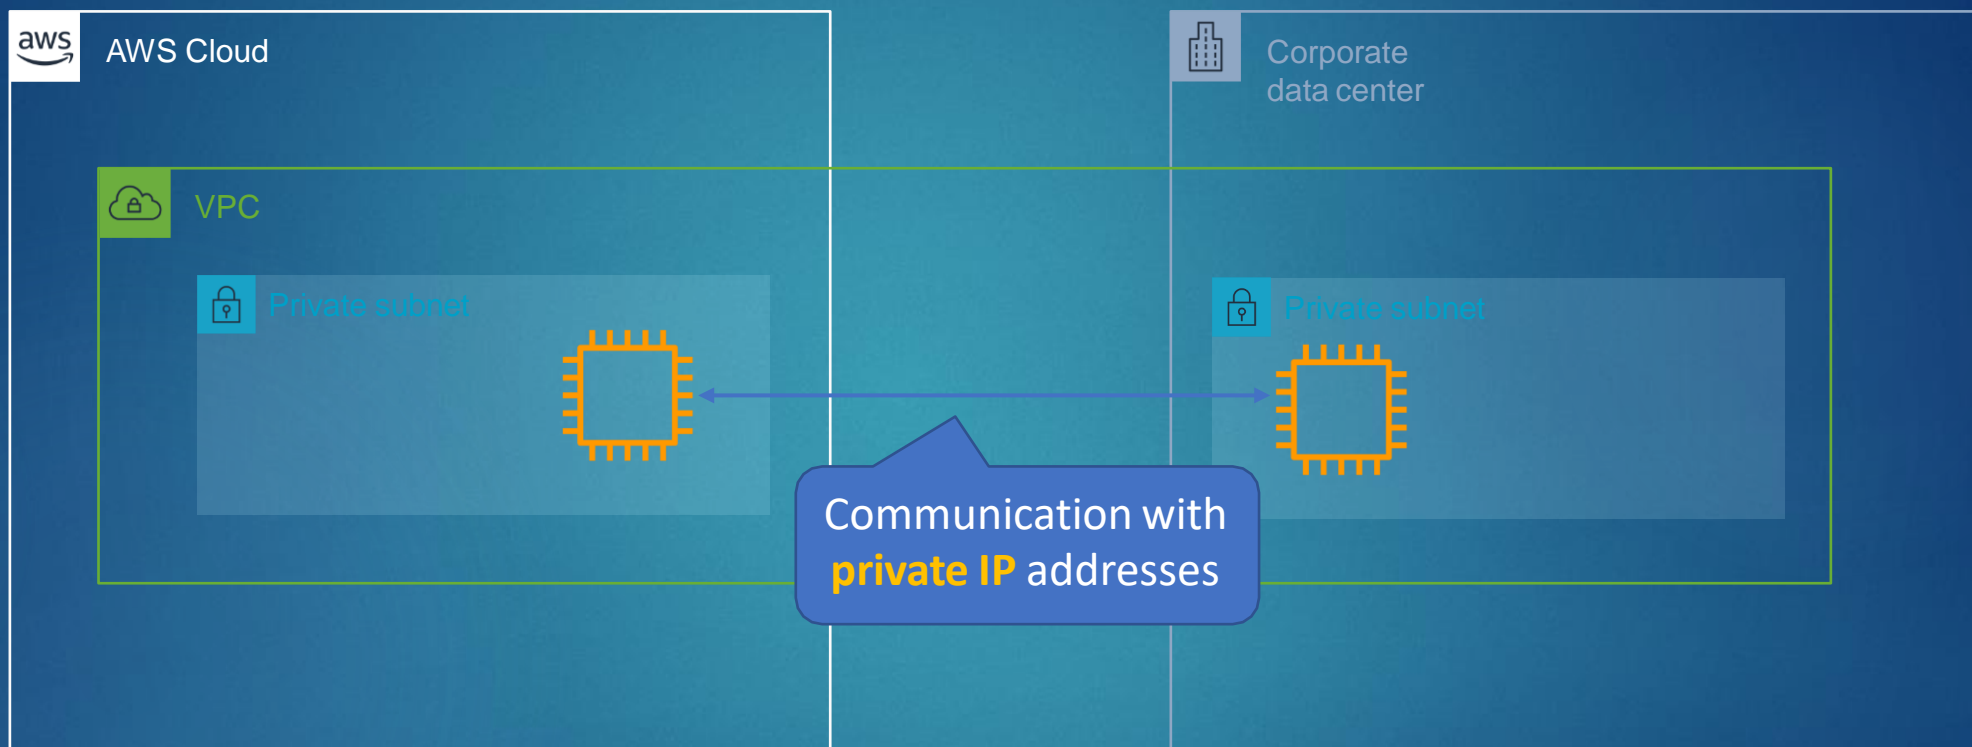 aws
AWS Cloud
Corporate
data center
VPC
Private subnet
Private subnet
Communication with
private IP addresses